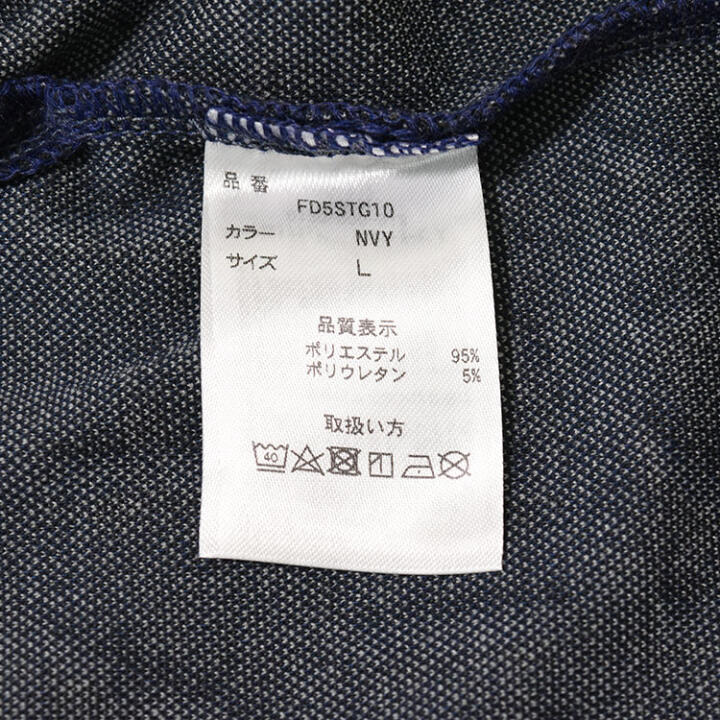 品番
FD5STG10
カラー NVY
サイズ L
品質表示
ポリエステル 95%
ポリウレタン 5%
取扱い方
40